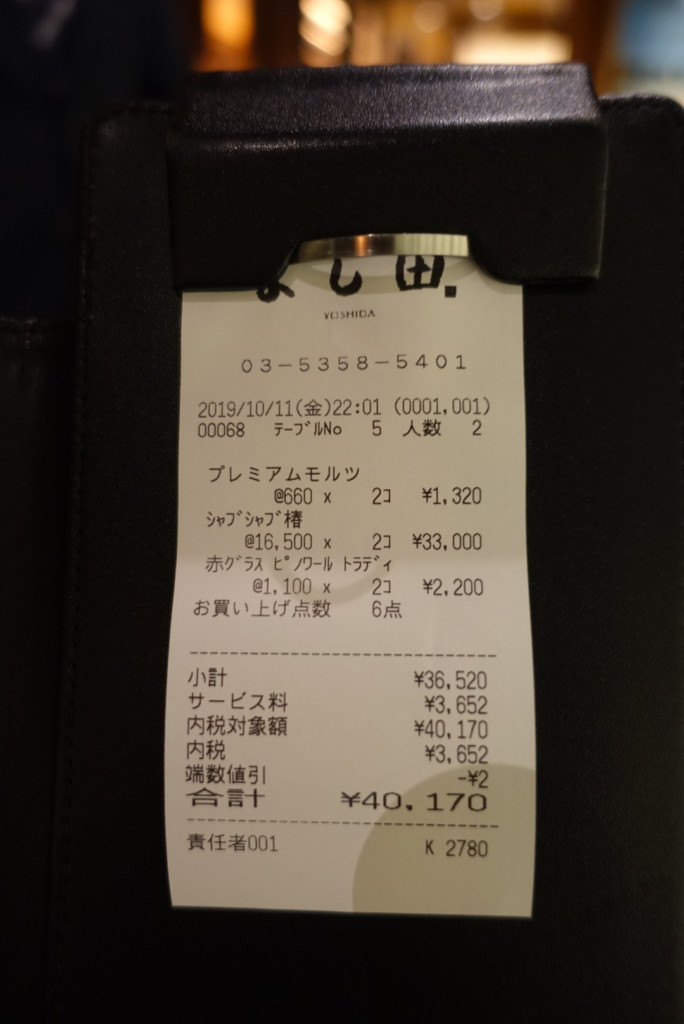 よし田.
YOSHIDA
03-5358-5401
2019/10/11(金)22:01 (0001,001)
00068 テーブルNo 5 人数 2
プレミアムモルツ
@660 x 2コ ¥1,320
シャブシャブ椿
@16,500 x 2コ ¥33,000
赤グラス ピノワール トラディ
@1,100 x 2コ ¥2,200
お買い上げ点数 6点
小計 ¥36,520
サービス料 ¥3,652
内税対象額 ¥40,170
内税 ¥3,652
端数値引 -¥2
合計 ¥40,170
責任者001 K 2780